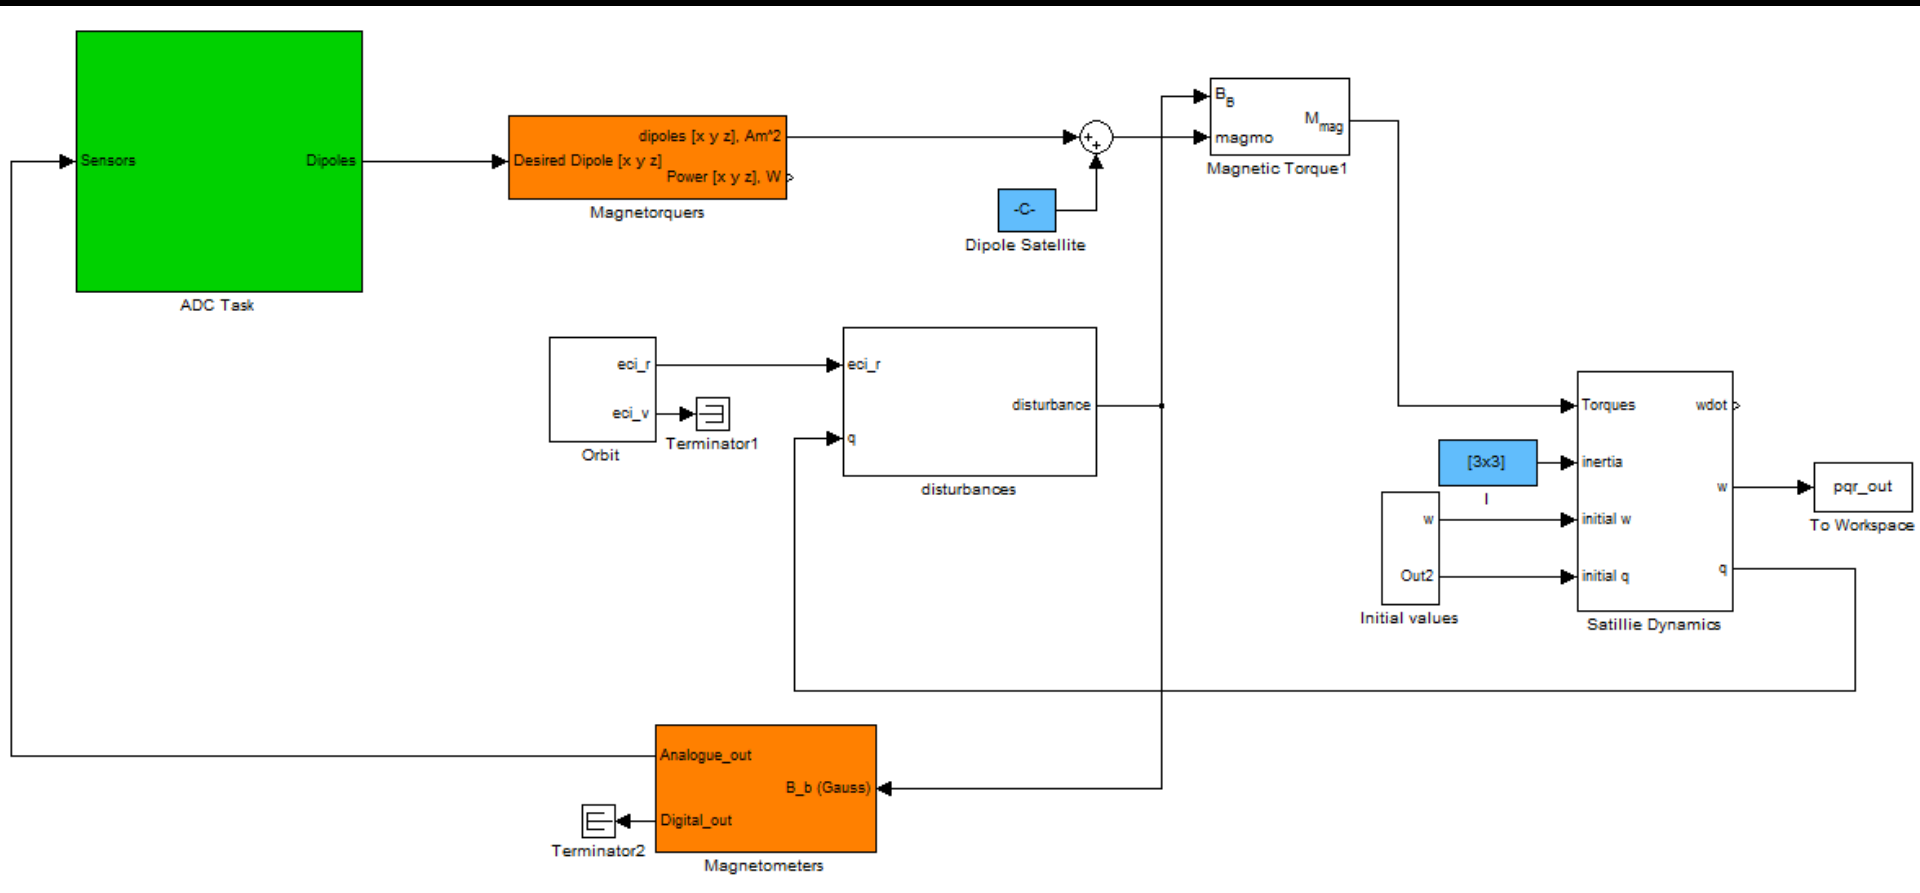 Sensors
Dipoles
ADC Task
dipoles [x y z], Am^2
Desired Dipole [x y z]
Power [x y z], W
Magnetorquers
+
+
-C-
Dipole Satellite
B_B
magmo
M_mag
Magnetic Torque1
eci_r
eci_v
Orbit
Terminator1
eci_r
q
disturbance
disturbances
Torques
inertia
initial w
initial q
wdot
w
q
Satillie Dynamics
[3x3]
I
w
Out2
Initial values
pqr_out
To Workspace
Analogue_out
B_b (Gauss)
Digital_out
Magnetometers
Terminator2